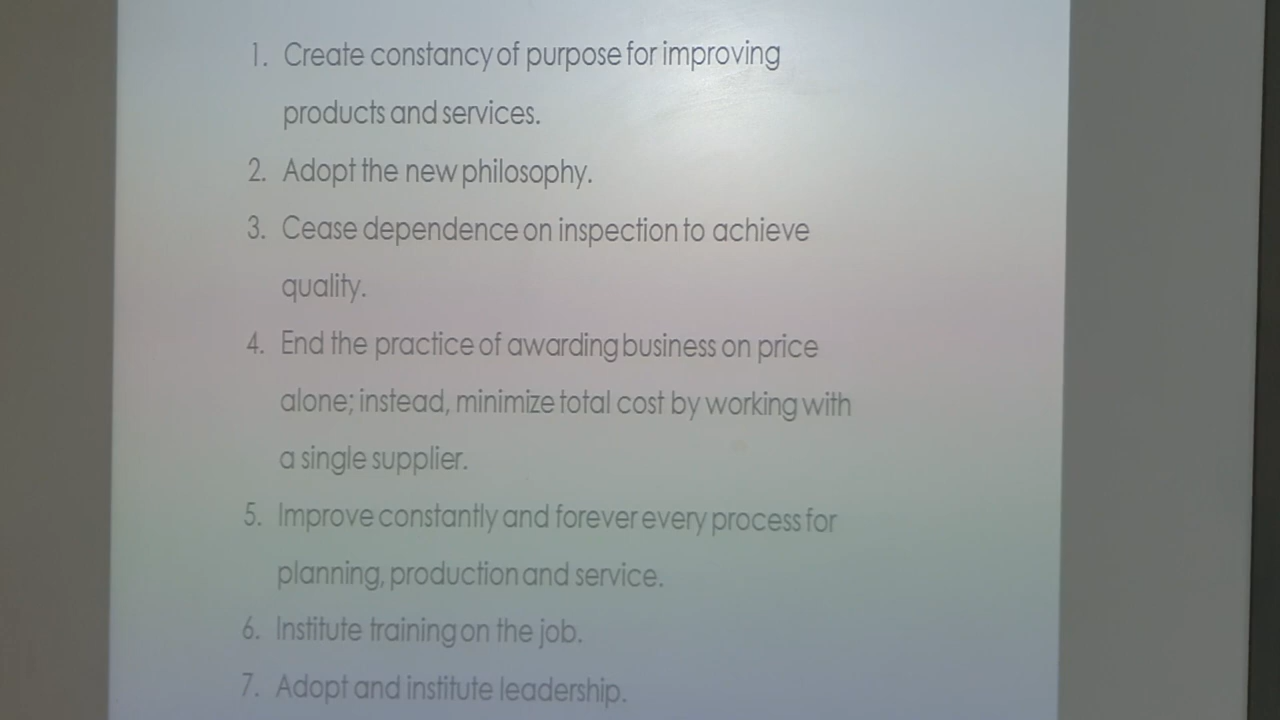 1. Create constancy of purpose for improving
products and services.
2. Adopt the new philosophy.
3. Cease dependence on inspection to achieve
quality.
4. End the practice of awarding business on price
alone; instead, minimize total cost by working with
a single supplier.
5. Improve constantly and forever every process for
planning, production and service.
6. Institute training on the job.
7. Adopt and institute leadership.